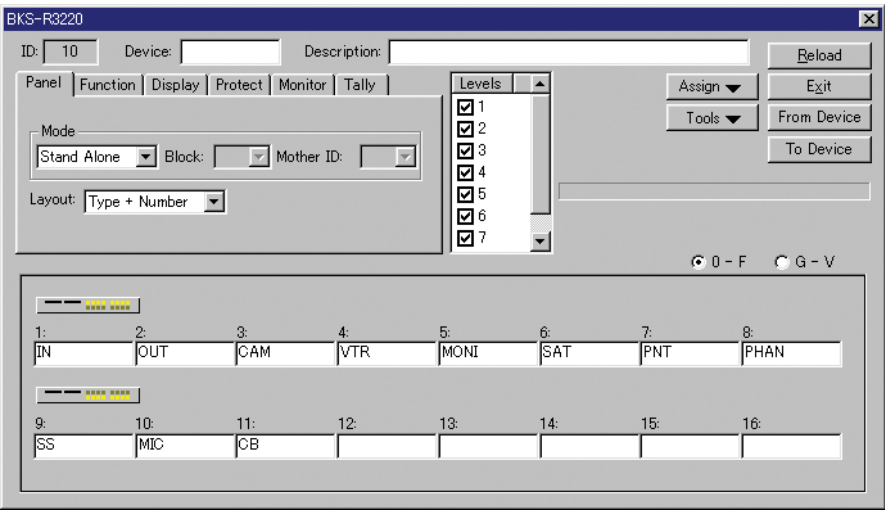 BKS-R3220
ID: 10 Device: Description: Reload
Panel Function Display Protect Monitor Tally Levels Assign Exit
1
Tools From Device
2
Mode
Stand Alone Block: Mother ID:
3
To Device
4
Layout: Type + Number
5
6
7
0 - F G - V
1: 2: 3: 4: 5: 6: 7: 8:
IN OUT CAM VTR MONI SAT PNT PHAN
9: 10: 11: 12: 13: 14: 15: 16:
SS MIC CB